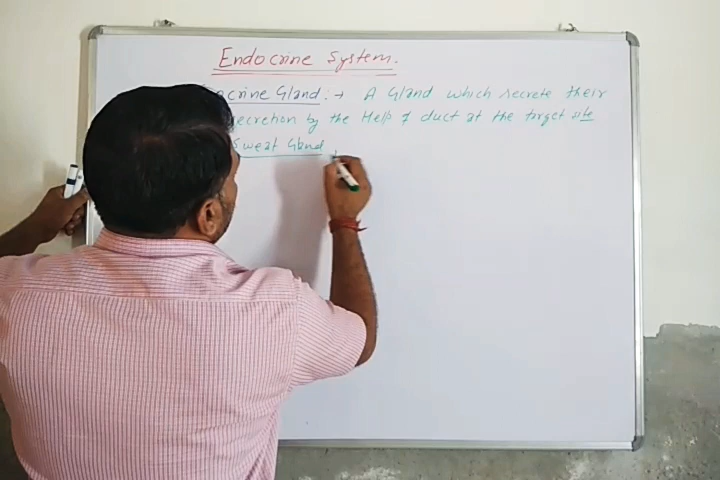 Endocrine System.
crine Gland :→ A Gland which secrete their
secretion by the Help of duct at the target site
Sweat Gland,